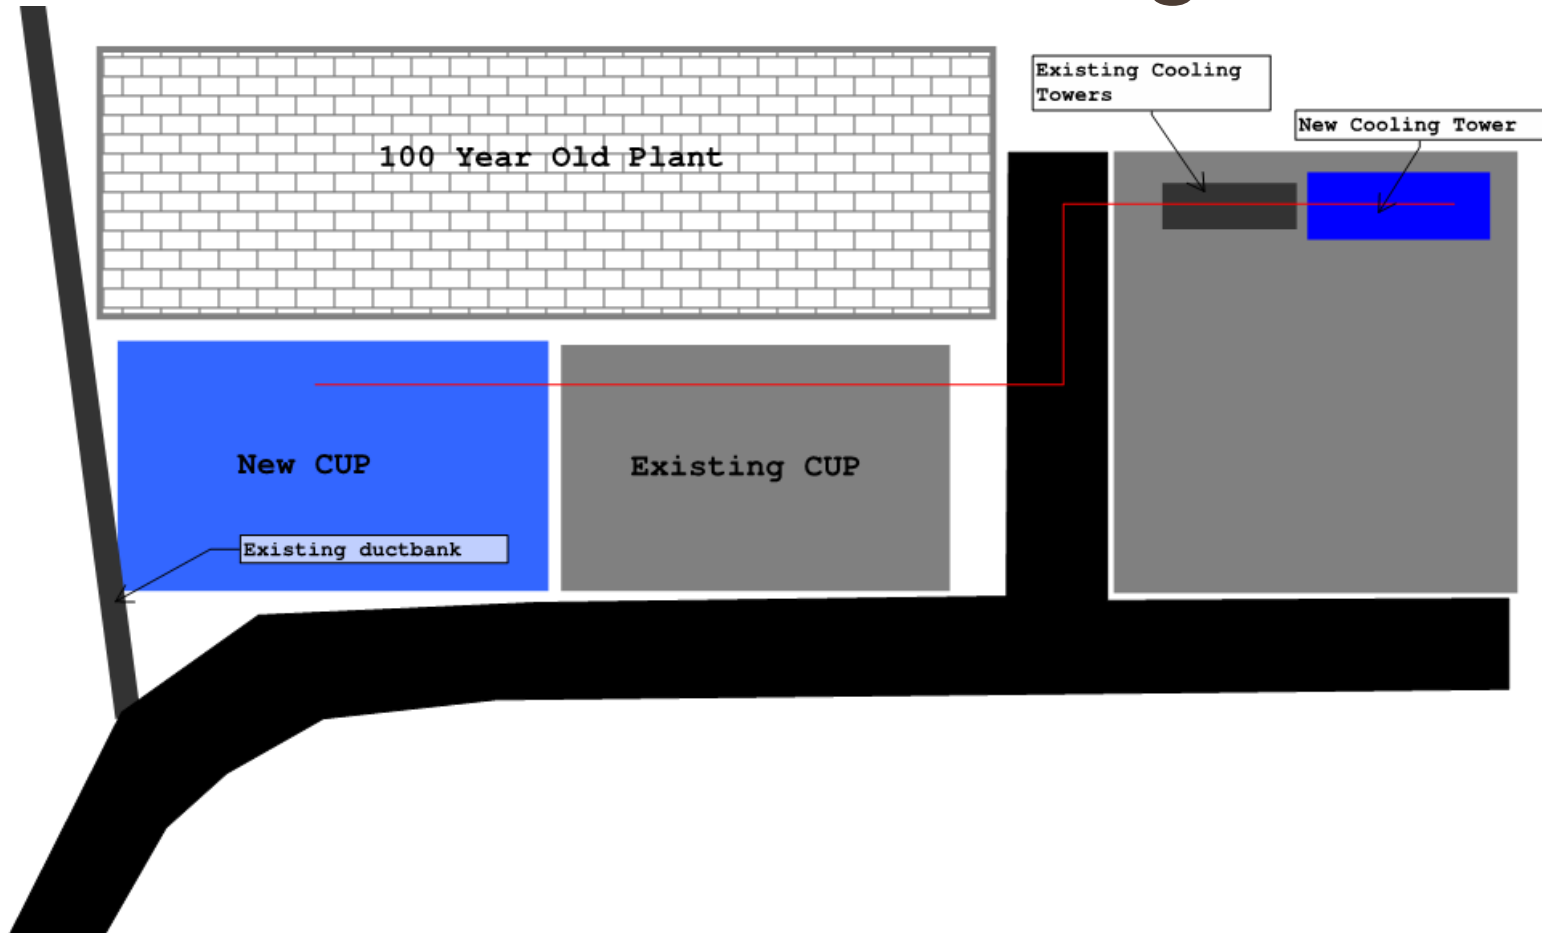 Existing Cooling
Towers
New Cooling Tower
100 Year Old Plant
New CUP
Existing CUP
Existing ductbank